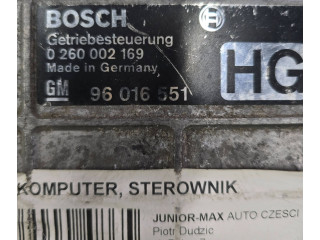 BOSCH
Getriebesteuerung
0 260 002 169
Made in Germany
HG
GM 96 016 551
KOMPUTER, STEROWNIK
JUNIOR-MAX AUTO CZESCI
Piotr Dudzic